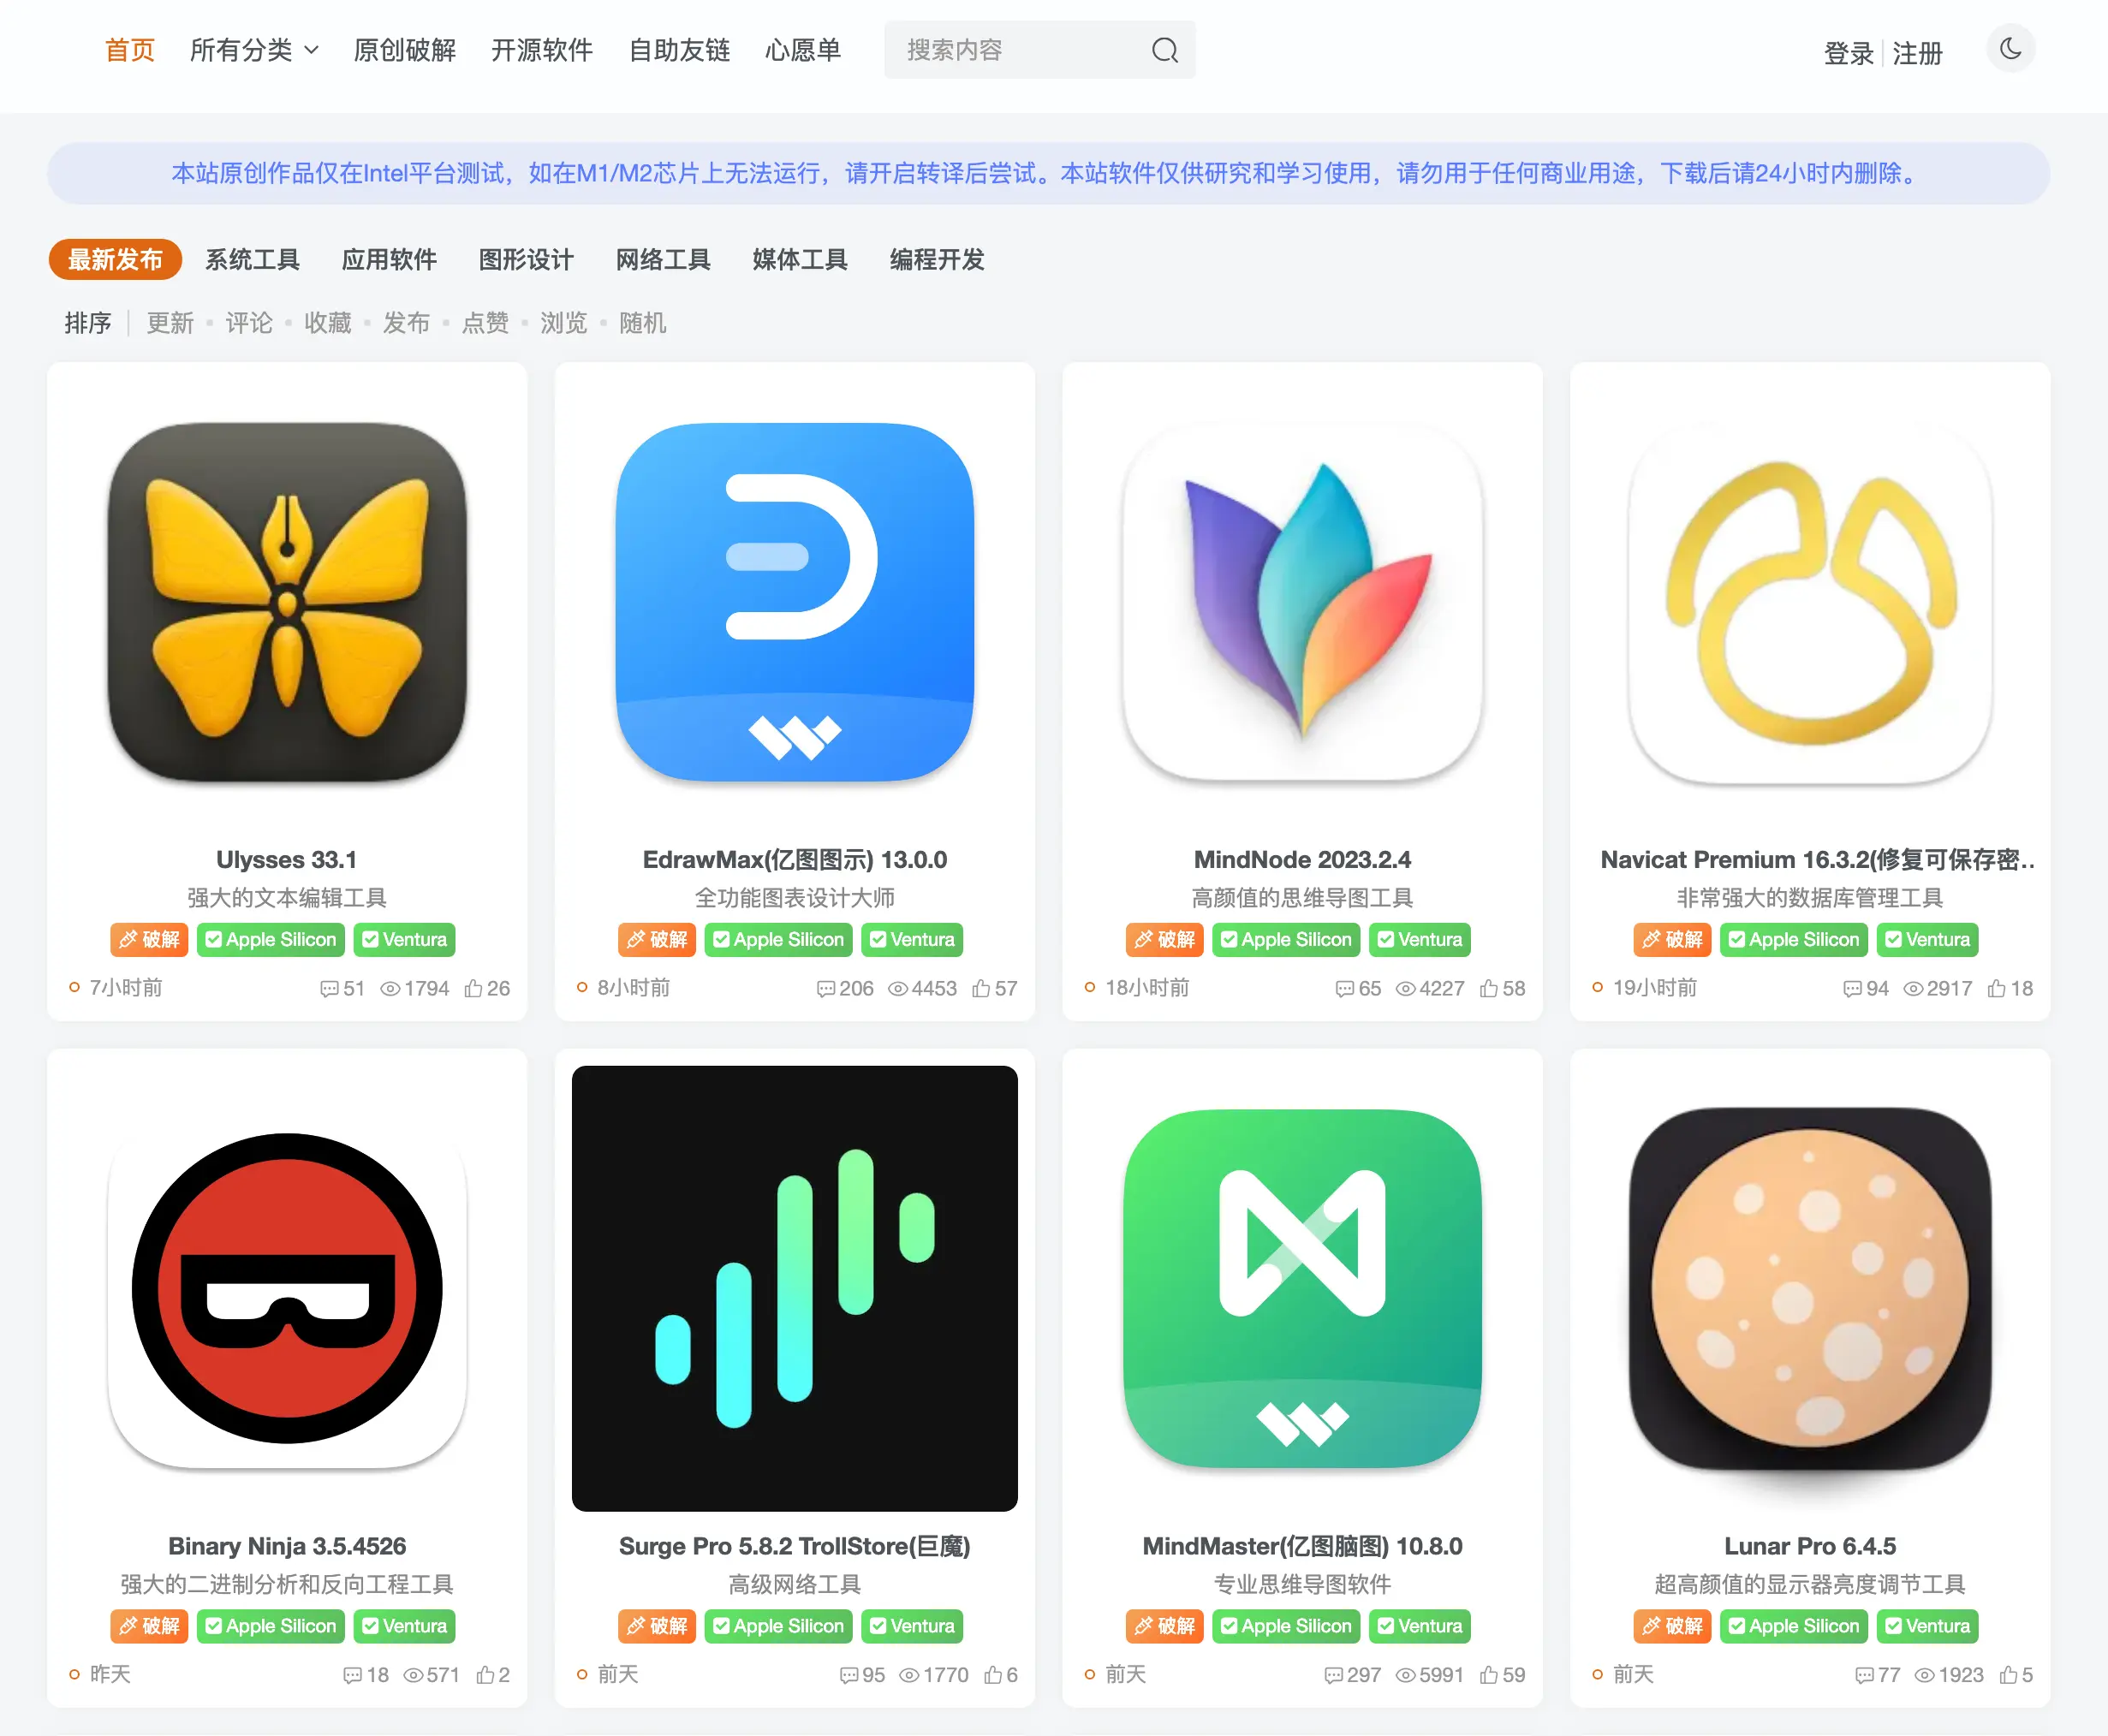 首页 所有分类 原创破解 开源软件 自助友链 心愿单 搜索内容 登录 注册
本站原创作品仅在Intel平台测试，如在M1/M2芯片上无法运行，请开启转译后尝试。本站软件仅供研究和学习使用，请勿用于任何商业用途，下载后请24小时内删除。
最新发布 系统工具 应用软件 图形设计 网络工具 媒体工具 编程开发
排序 更新 评论 收藏 发布 点赞 浏览 随机
Ulysses 33.1
强大的文本编辑工具
破解 Apple Silicon Ventura
7小时前 51 1794 26
EdrawMax(亿图图示) 13.0.0
全功能图表设计大师
破解 Apple Silicon Ventura
8小时前 206 4453 57
MindNode 2023.2.4
高颜值的思维导图工具
破解 Apple Silicon Ventura
18小时前 65 4227 58
Navicat Premium 16.3.2(修复可保存密..
非常强大的数据库管理工具
破解 Apple Silicon Ventura
19小时前 94 2917 18
Binary Ninja 3.5.4526
强大的二进制分析和反向工程工具
破解 Apple Silicon Ventura
昨天 18 571 2
Surge Pro 5.8.2 TrollStore(巨魔)
高级网络工具
破解 Apple Silicon Ventura
前天 95 1770 6
MindMaster(亿图脑图) 10.8.0
专业思维导图软件
破解 Apple Silicon Ventura
前天 297 5991 59
Lunar Pro 6.4.5
超高颜值的显示器亮度调节工具
破解 Apple Silicon Ventura
前天 77 1923 5